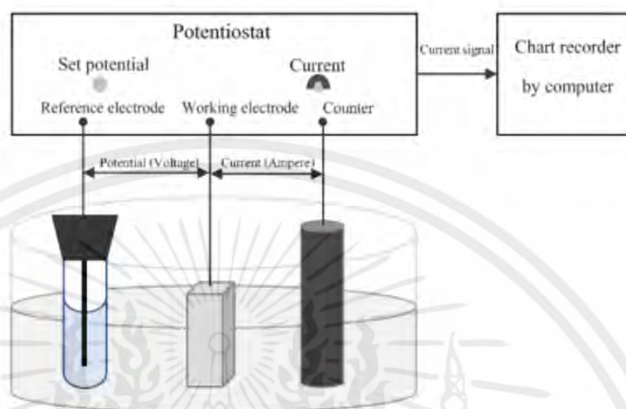 Potentiostat
Set potential
Current
Reference electrode
Working electrode
Counter
Current signal
Chart recorder
by computer
Potential (Voltage)
Current (Ampere)